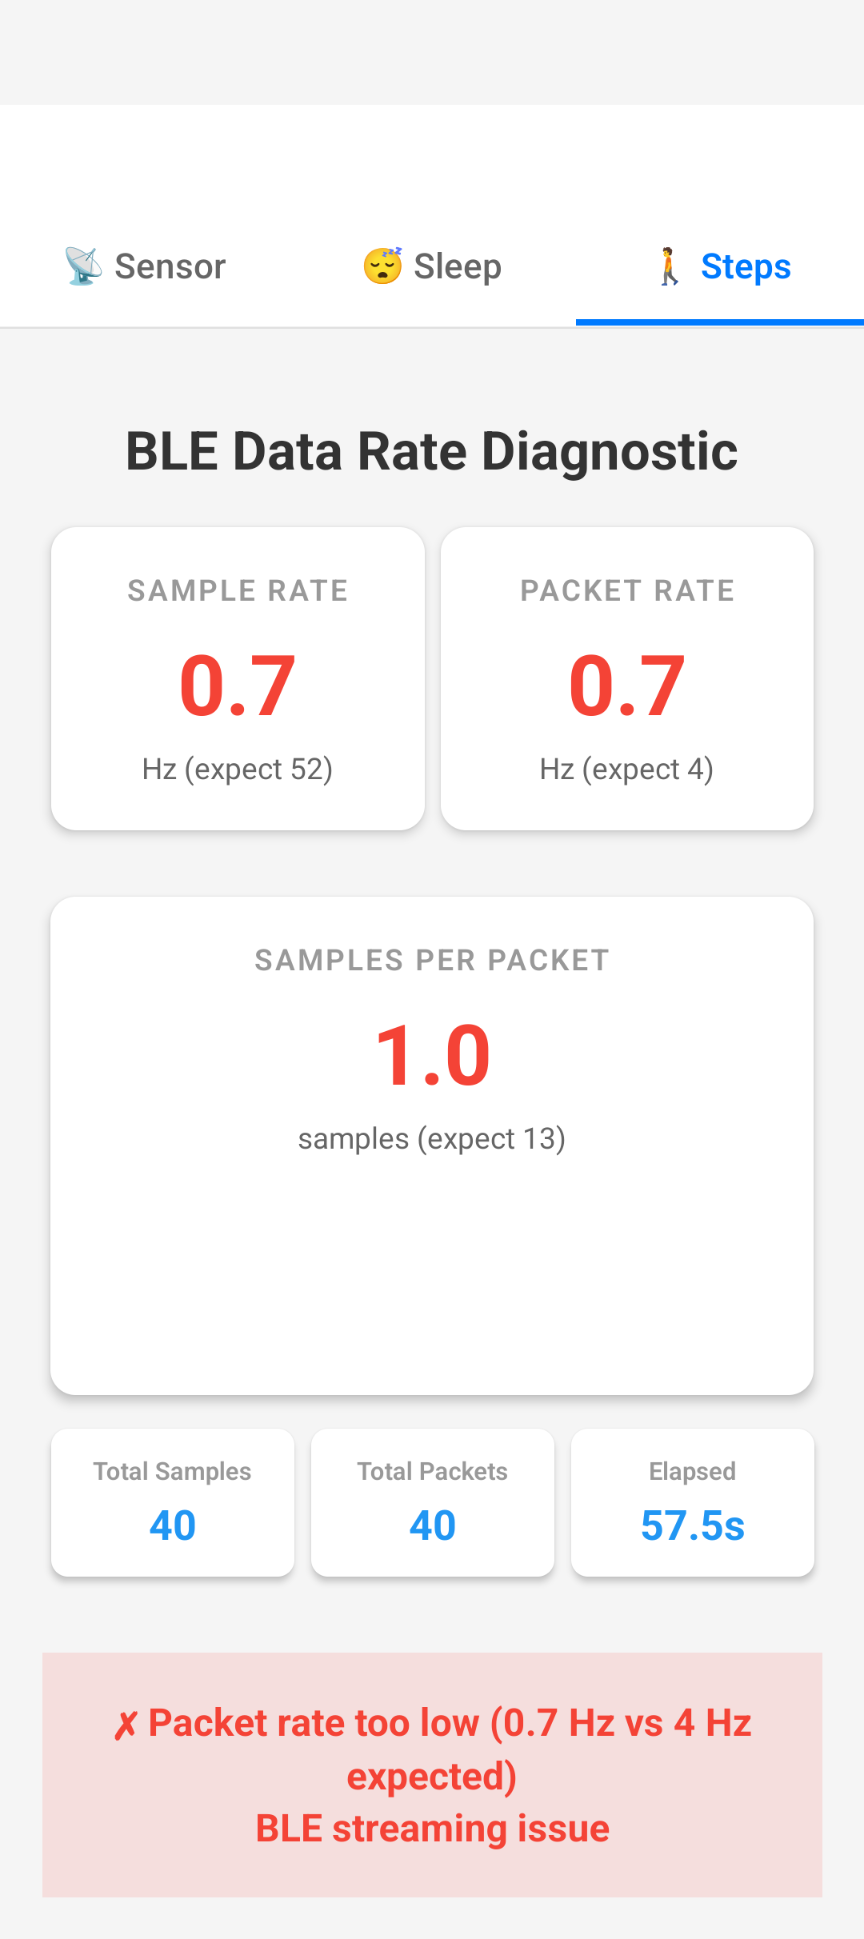 📡 Sensor
😴 Sleep
🚶 Steps
BLE Data Rate Diagnostic
SAMPLE RATE
0.7
Hz (expect 52)
PACKET RATE
0.7
Hz (expect 4)
SAMPLES PER PACKET
1.0
samples (expect 13)
Total Samples
40
Total Packets
40
Elapsed
57.5s
✗ Packet rate too low (0.7 Hz vs 4 Hz
expected)
BLE streaming issue